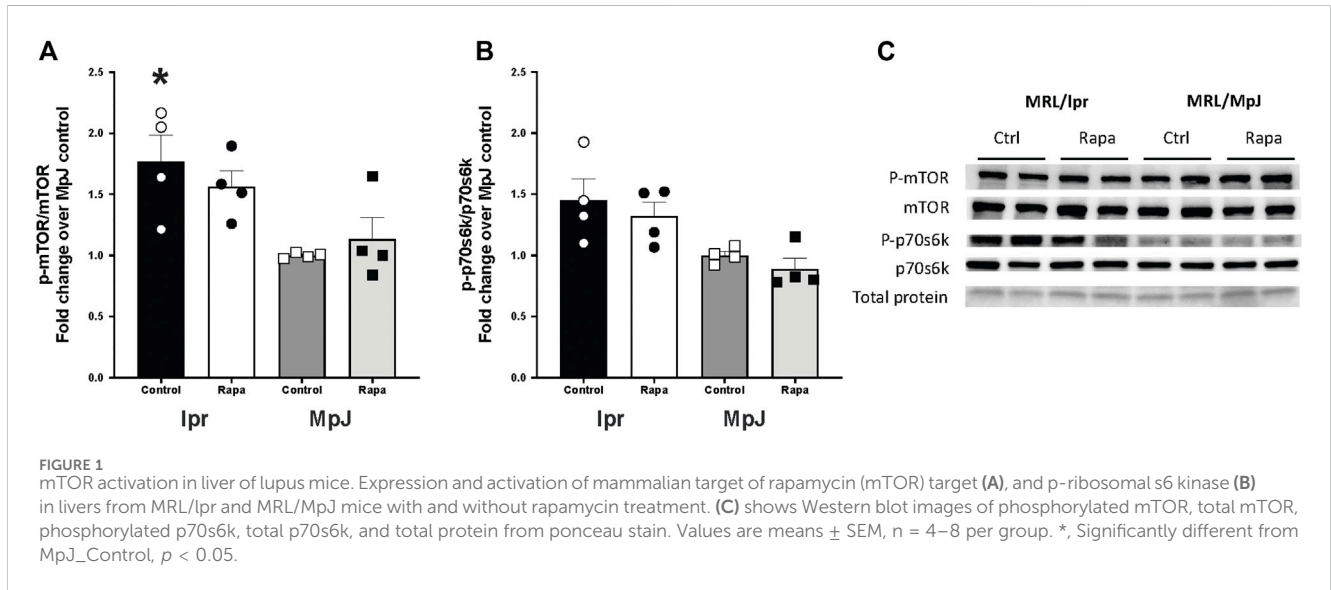 A
p-mTOR/mTOR
Fold change over MpJ control
2.5
2.0
1.5
1.0
0.5
0.0
*
Control
Rapa
Control
Rapa
lpr
MpJ
B
p-p70s6k/p70s6k
Fold change over MpJ control
2.5
2.0
1.5
1.0
0.5
0.0
Control
Rapa
Control
Rapa
lpr
MpJ
C
MRL/lpr
MRL/MpJ
Ctrl
Rapa
Ctrl
Rapa
P-mTOR
mTOR
P-p70s6k
p70s6k
Total protein
FIGURE 1
mTOR activation in liver of lupus mice. Expression and activation of mammalian target of rapamycin (mTOR) target (A), and p-ribosomal s6 kinase (B)
in livers from MRL/lpr and MRL/MpJ mice with and without rapamycin treatment. (C) shows Western blot images of phosphorylated mTOR, total mTOR,
phosphorylated p70s6k, total p70s6k, and total protein from ponceau stain. Values are means ± SEM, n = 4–8 per group. *, Significantly different from
MpJ_Control, p < 0.05.